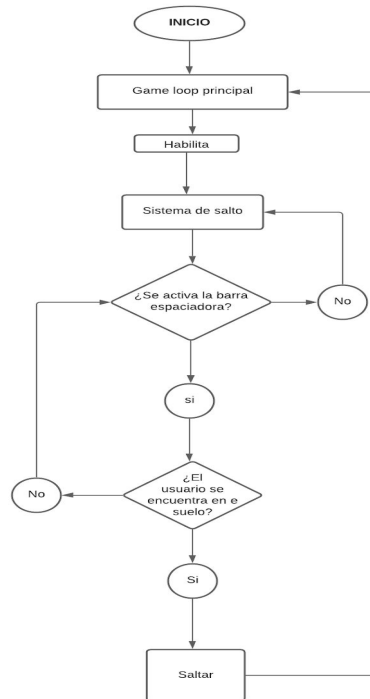 INICIO
Game loop principal
Habilita
Sistema de salto
¿Se activa la barra
espaciadora?
No
si
¿El
usuario se
encuentra en e
suelo?
No
Si
Saltar